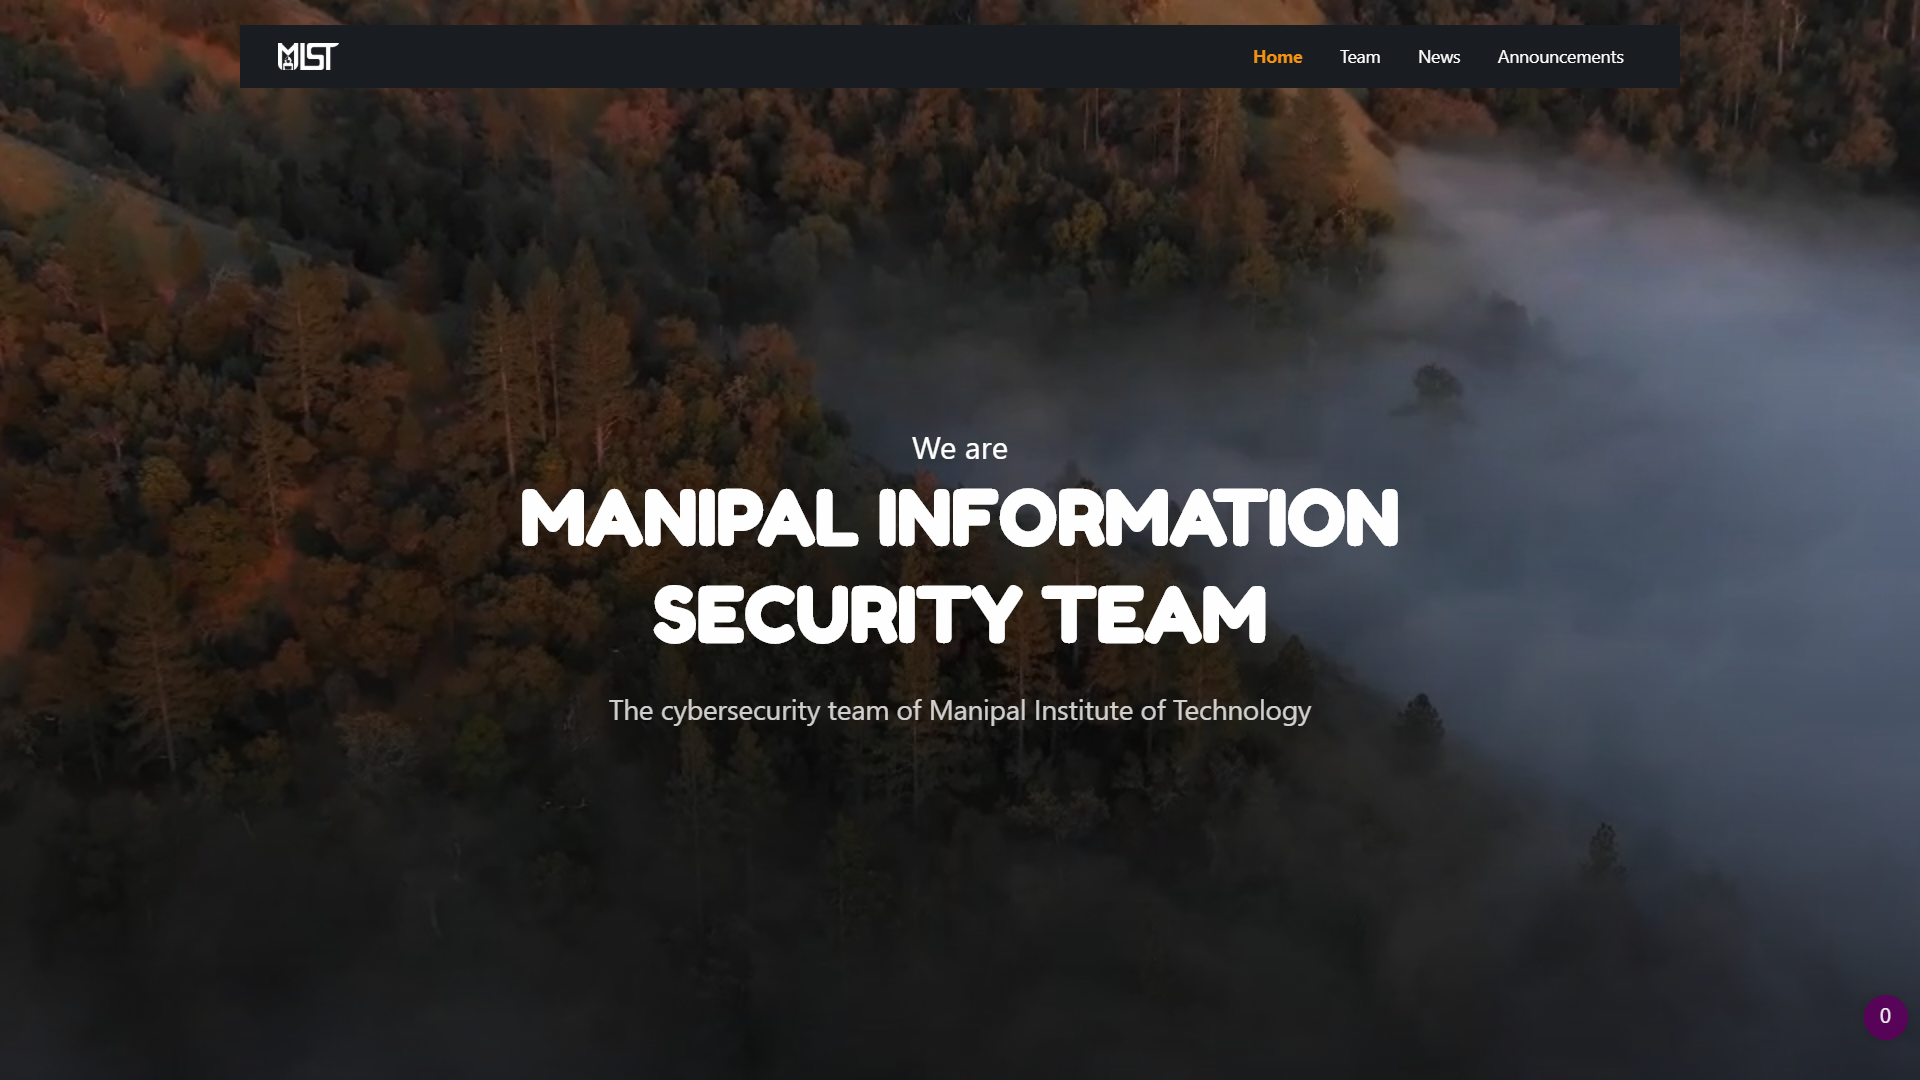 MIST
Home
Team
News
Announcements
We are
MANIPAL INFORMATION
SECURITY TEAM
The cybersecurity team of Manipal Institute of Technology
0